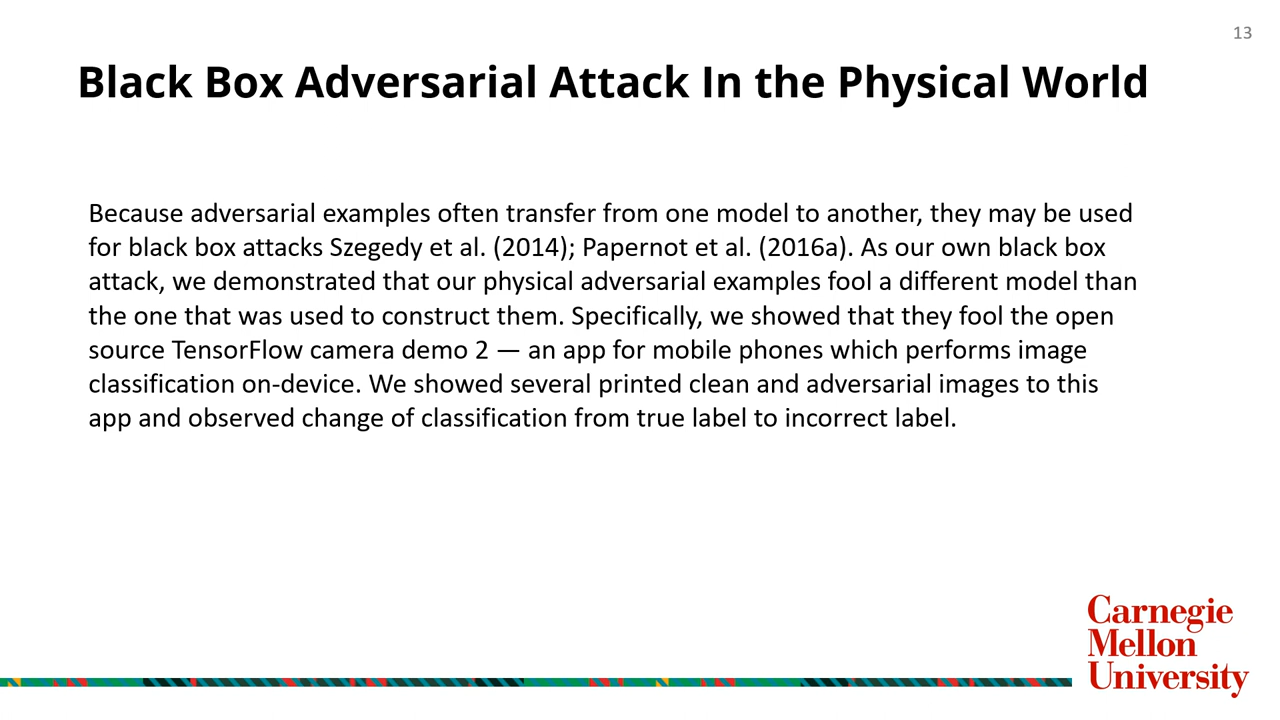 13
Black Box Adversarial Attack In the Physical World
Because adversarial examples often transfer from one model to another, they may be used
for black box attacks Szegedy et al. (2014); Papernot et al. (2016a). As our own black box
attack, we demonstrated that our physical adversarial examples fool a different model than
the one that was used to construct them. Specifically, we showed that they fool the open
source TensorFlow camera demo 2 — an app for mobile phones which performs image
classification on-device. We showed several printed clean and adversarial images to this
app and observed change of classification from true label to incorrect label.
Carnegie
Mellon
University